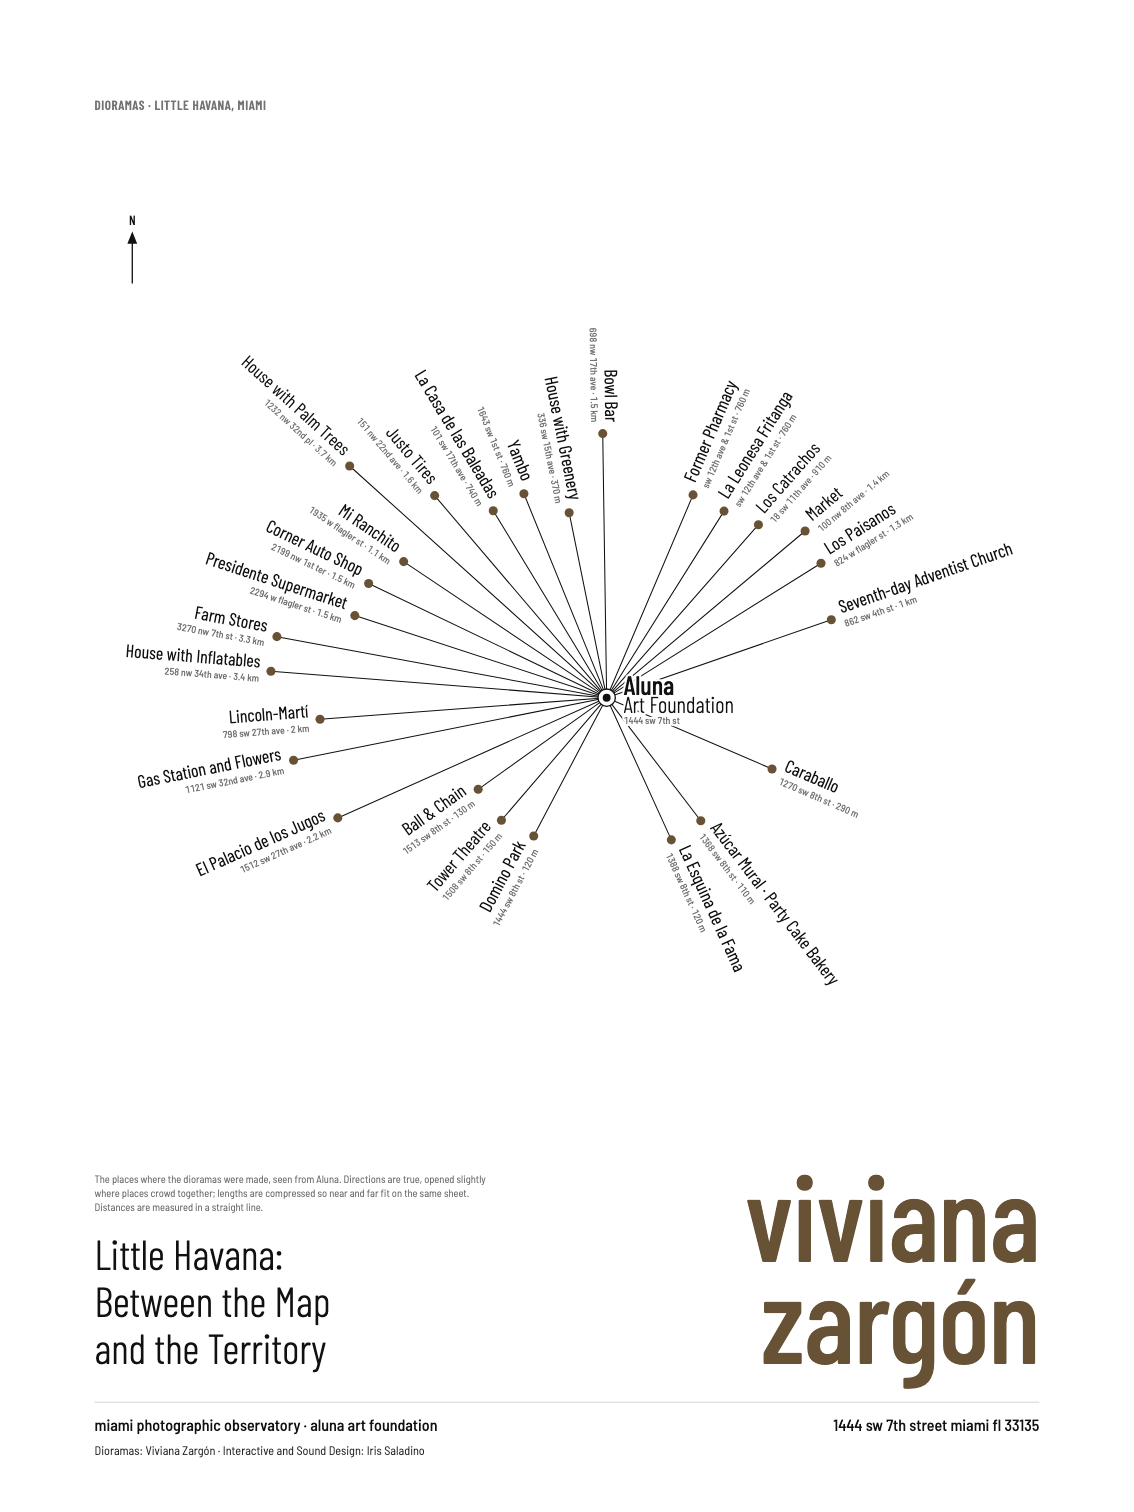 DIORAMAS · LITTLE HAVANA, MIAMI
N
House with Palm Trees
1232 nw 32nd pl · 3.7 km
Justo Tires
151 nw 22nd ave · 1.6 km
La Casa de las Baleadas
101 sw 17th ave · 740 m
Yambo
1643 sw 1st st · 760 m
House with Greenery
336 sw 15th ave · 370 m
Bowl Bar
698 nw 17th ave · 1.5 km
Former Pharmacy
sw 12th ave & 1st st · 760 m
La Leonesa Fritanga
sw 12th ave & 1st st · 760 m
Los Catrachos
18 sw 11th ave · 910 m
Market
100 nw 8th ave · 1.4 km
Los Paisanos
824 w flagler st · 1.3 km
Seventh-day Adventist Church
862 sw 4th st · 1 km
Mi Ranchito
1935 w flagler st · 1.1 km
Corner Auto Shop
2199 nw 1st ter · 1.5 km
Presidente Supermarket
2294 w flagler st · 1.5 km
Farm Stores
3270 nw 7th st · 3.3 km
House with Inflatables
258 nw 34th ave · 3.4 km
Lincoln-Martí
798 sw 27th ave · 2 km
Gas Station and Flowers
1121 sw 32nd ave · 2.9 km
El Palacio de los Jugos
1512 sw 27th ave · 2.2 km
Aluna
Art Foundation
1444 sw 7th st
Ball & Chain
1513 sw 8th st · 130 m
Tower Theatre
1508 sw 8th st · 150 m
Domino Park
1444 sw 8th st · 120 m
La Esquina de la Fama
1388 sw 8th st · 120 m
Azúcar Mural · Party Cake Bakery
1368 sw 8th st · 110 m
Caraballo
1270 sw 8th st · 290 m
The places where the dioramas were made, seen from Aluna. Directions are true, opened slightly
where places crowd together; lengths are compressed so near and far fit on the same sheet.
Distances are measured in a straight line.
Little Havana:
Between the Map
and the Territory
viviana
zargón
miami photographic observatory · aluna art foundation
1444 sw 7th street miami fl 33135
Dioramas: Viviana Zargón · Interactive and Sound Design: Iris Saladino